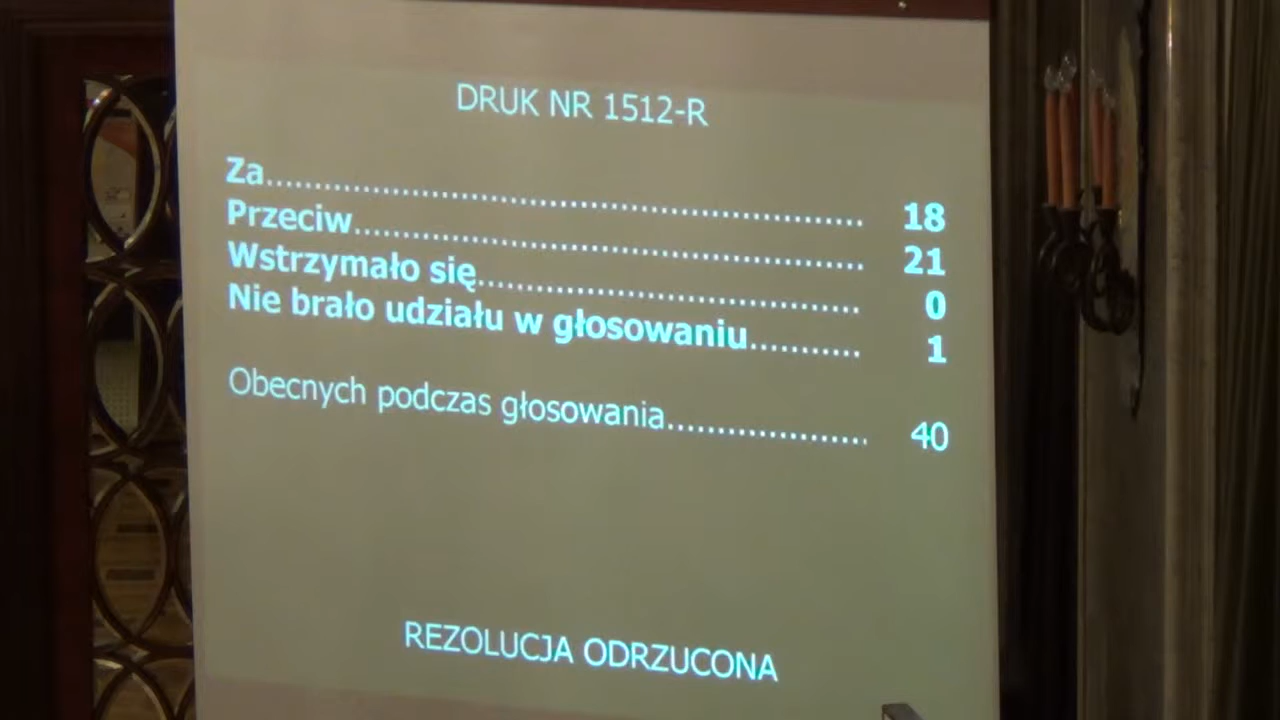 DRUK NR 1512-R
Za.................................................................. 18
Przeciw........................................................ 21
Wstrzymało się.......................................... 0
Nie brało udziału w głosowaniu............ 1
Obecnych podczas głosowania..................... 40
REZOLUCJA ODRZUCONA